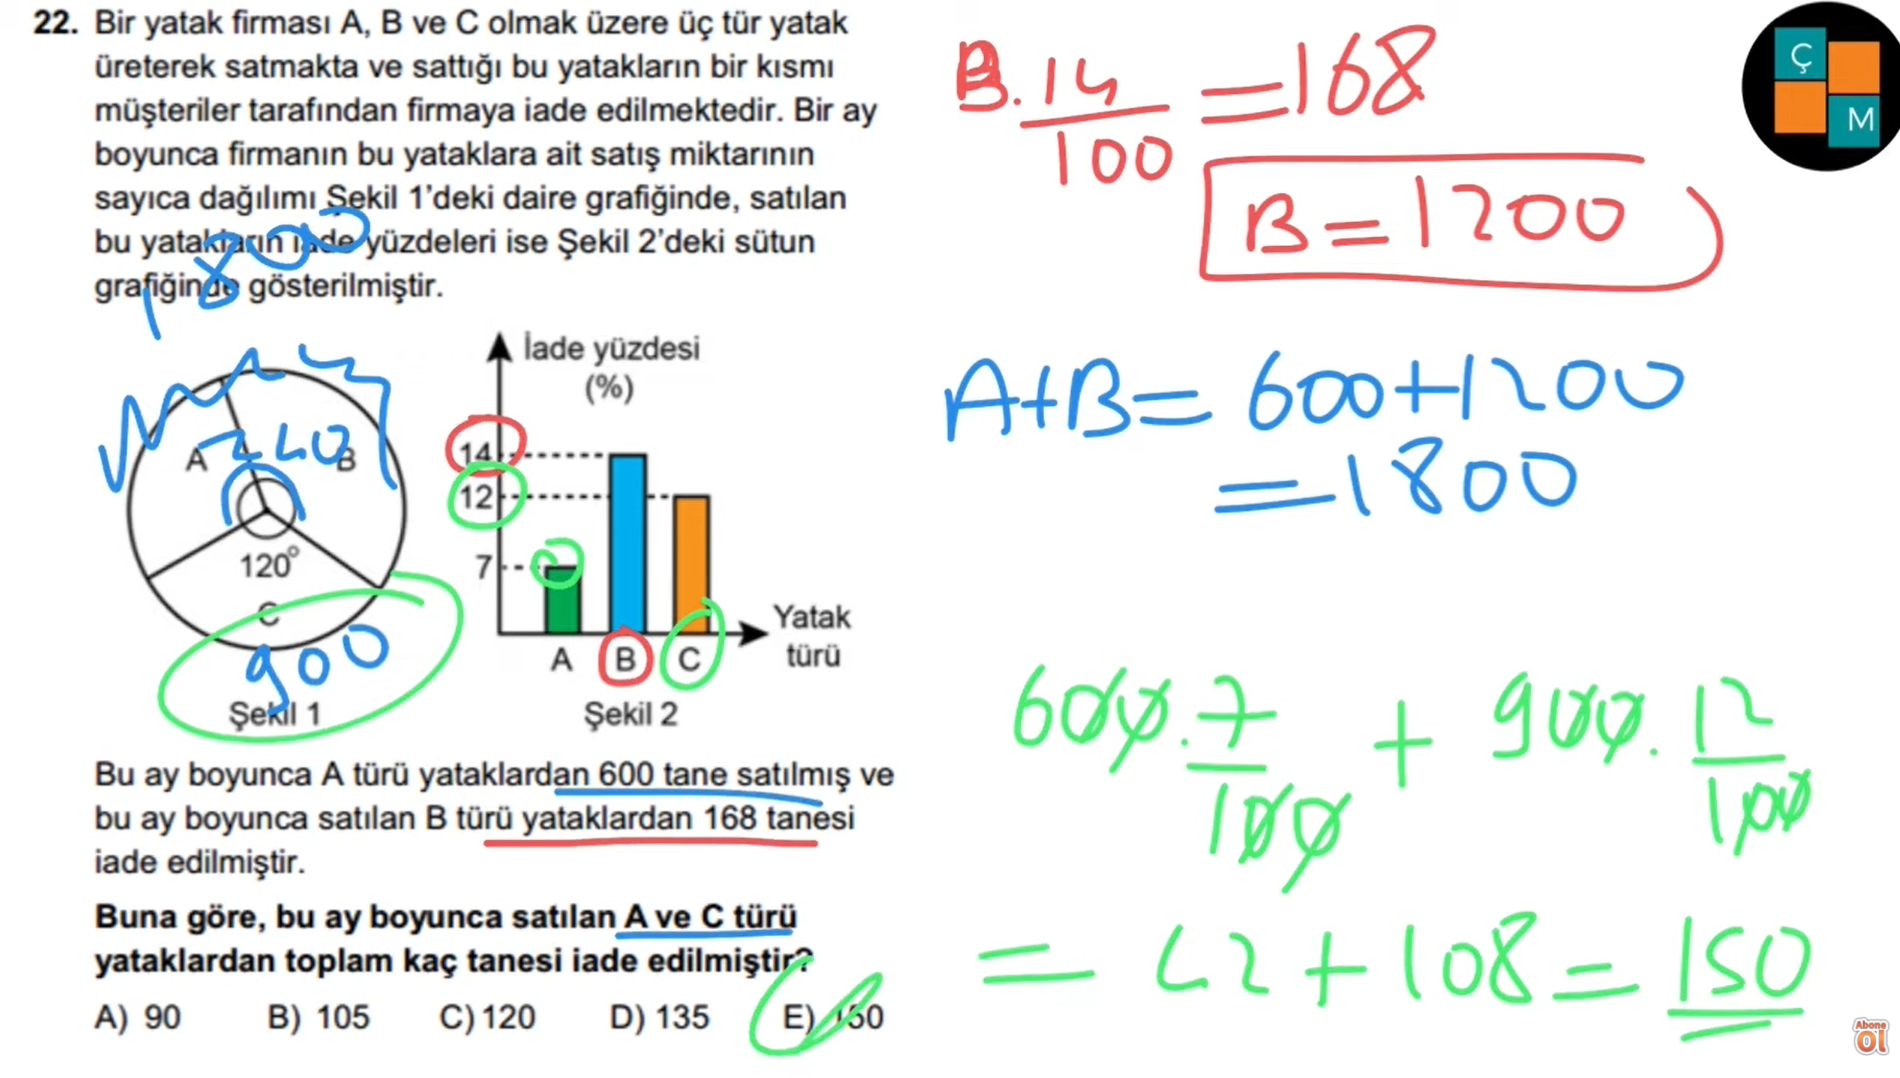 22. Bir yatak firması A, B ve C olmak üzere üç tür yatak
üreterek satmakta ve sattığı bu yatakların bir kısmı
müşteriler tarafından firmaya iade edilmektedir. Bir ay
boyunca firmanın bu yataklara ait satış miktarının
sayıca dağılımı Şekil 1'deki daire grafiğinde, satılan
bu yatakların iade yüzdeleri ise Şekil 2'deki sütun
grafiğinde gösterilmiştir.
1800
A
240
B
120°
C
900
Şekil 1
İade yüzdesi
(%)
14
12
7
A B C
Yatak
türü
Şekil 2
Bu ay boyunca A türü yataklardan 600 tane satılmış ve
bu ay boyunca satılan B türü yataklardan 168 tanesi
iade edilmiştir.
Buna göre, bu ay boyunca satılan A ve C türü
yataklardan toplam kaç tanesi iade edilmiştir?
A) 90 B) 105 C) 120 D) 135 E) 150
B. 14/100 = 168
B = 1200
A+B = 600+1200
= 1800
600 . 7/100 + 900 . 12/100
= 42 + 108 = 150
Ç
M
Abone
Ol